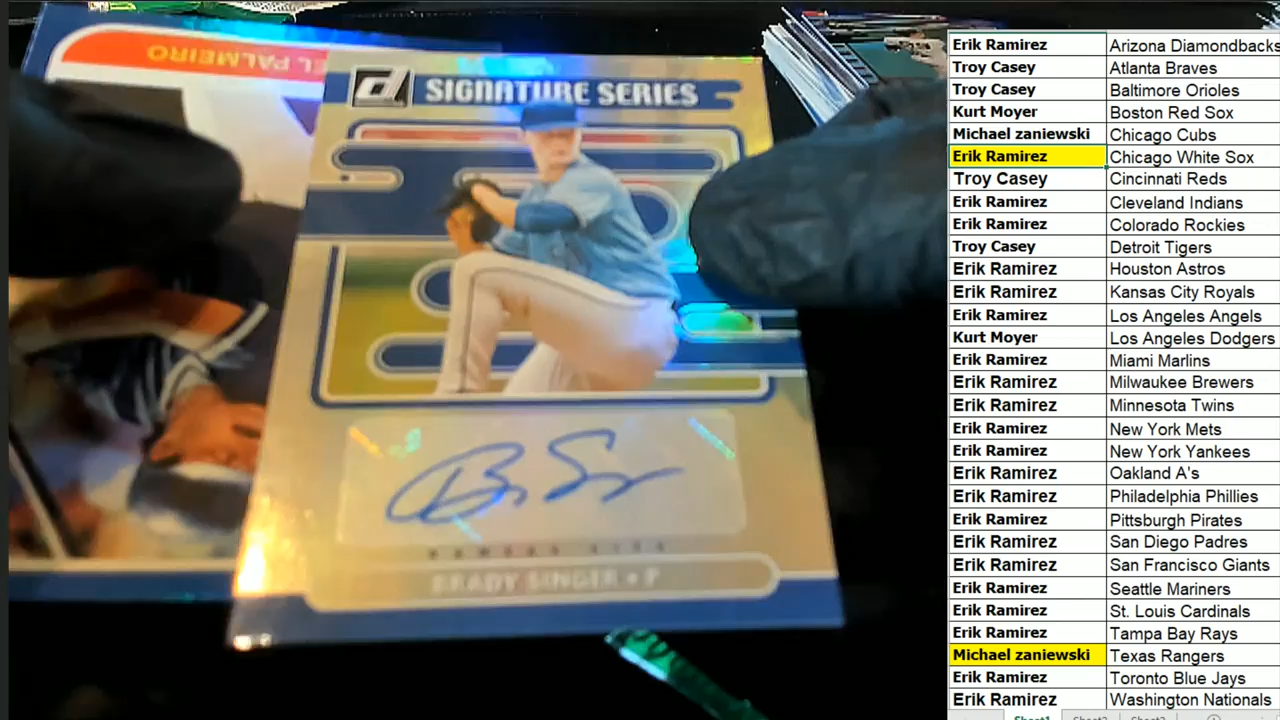 EL PALMEIRO
d SIGNATURE SERIES
KANSAS CITY
BRADY SINGER • P
Erik Ramirez Arizona Diamondbacks
Troy Casey Atlanta Braves
Troy Casey Baltimore Orioles
Kurt Moyer Boston Red Sox
Michael zaniewski Chicago Cubs
Erik Ramirez Chicago White Sox
Troy Casey Cincinnati Reds
Erik Ramirez Cleveland Indians
Erik Ramirez Colorado Rockies
Troy Casey Detroit Tigers
Erik Ramirez Houston Astros
Erik Ramirez Kansas City Royals
Erik Ramirez Los Angeles Angels
Kurt Moyer Los Angeles Dodgers
Erik Ramirez Miami Marlins
Erik Ramirez Milwaukee Brewers
Erik Ramirez Minnesota Twins
Erik Ramirez New York Mets
Erik Ramirez New York Yankees
Erik Ramirez Oakland A's
Erik Ramirez Philadelphia Phillies
Erik Ramirez Pittsburgh Pirates
Erik Ramirez San Diego Padres
Erik Ramirez San Francisco Giants
Erik Ramirez Seattle Mariners
Erik Ramirez St. Louis Cardinals
Erik Ramirez Tampa Bay Rays
Michael zaniewski Texas Rangers
Erik Ramirez Toronto Blue Jays
Erik Ramirez Washington Nationals
Sheet1 Sheet2 Sheet3